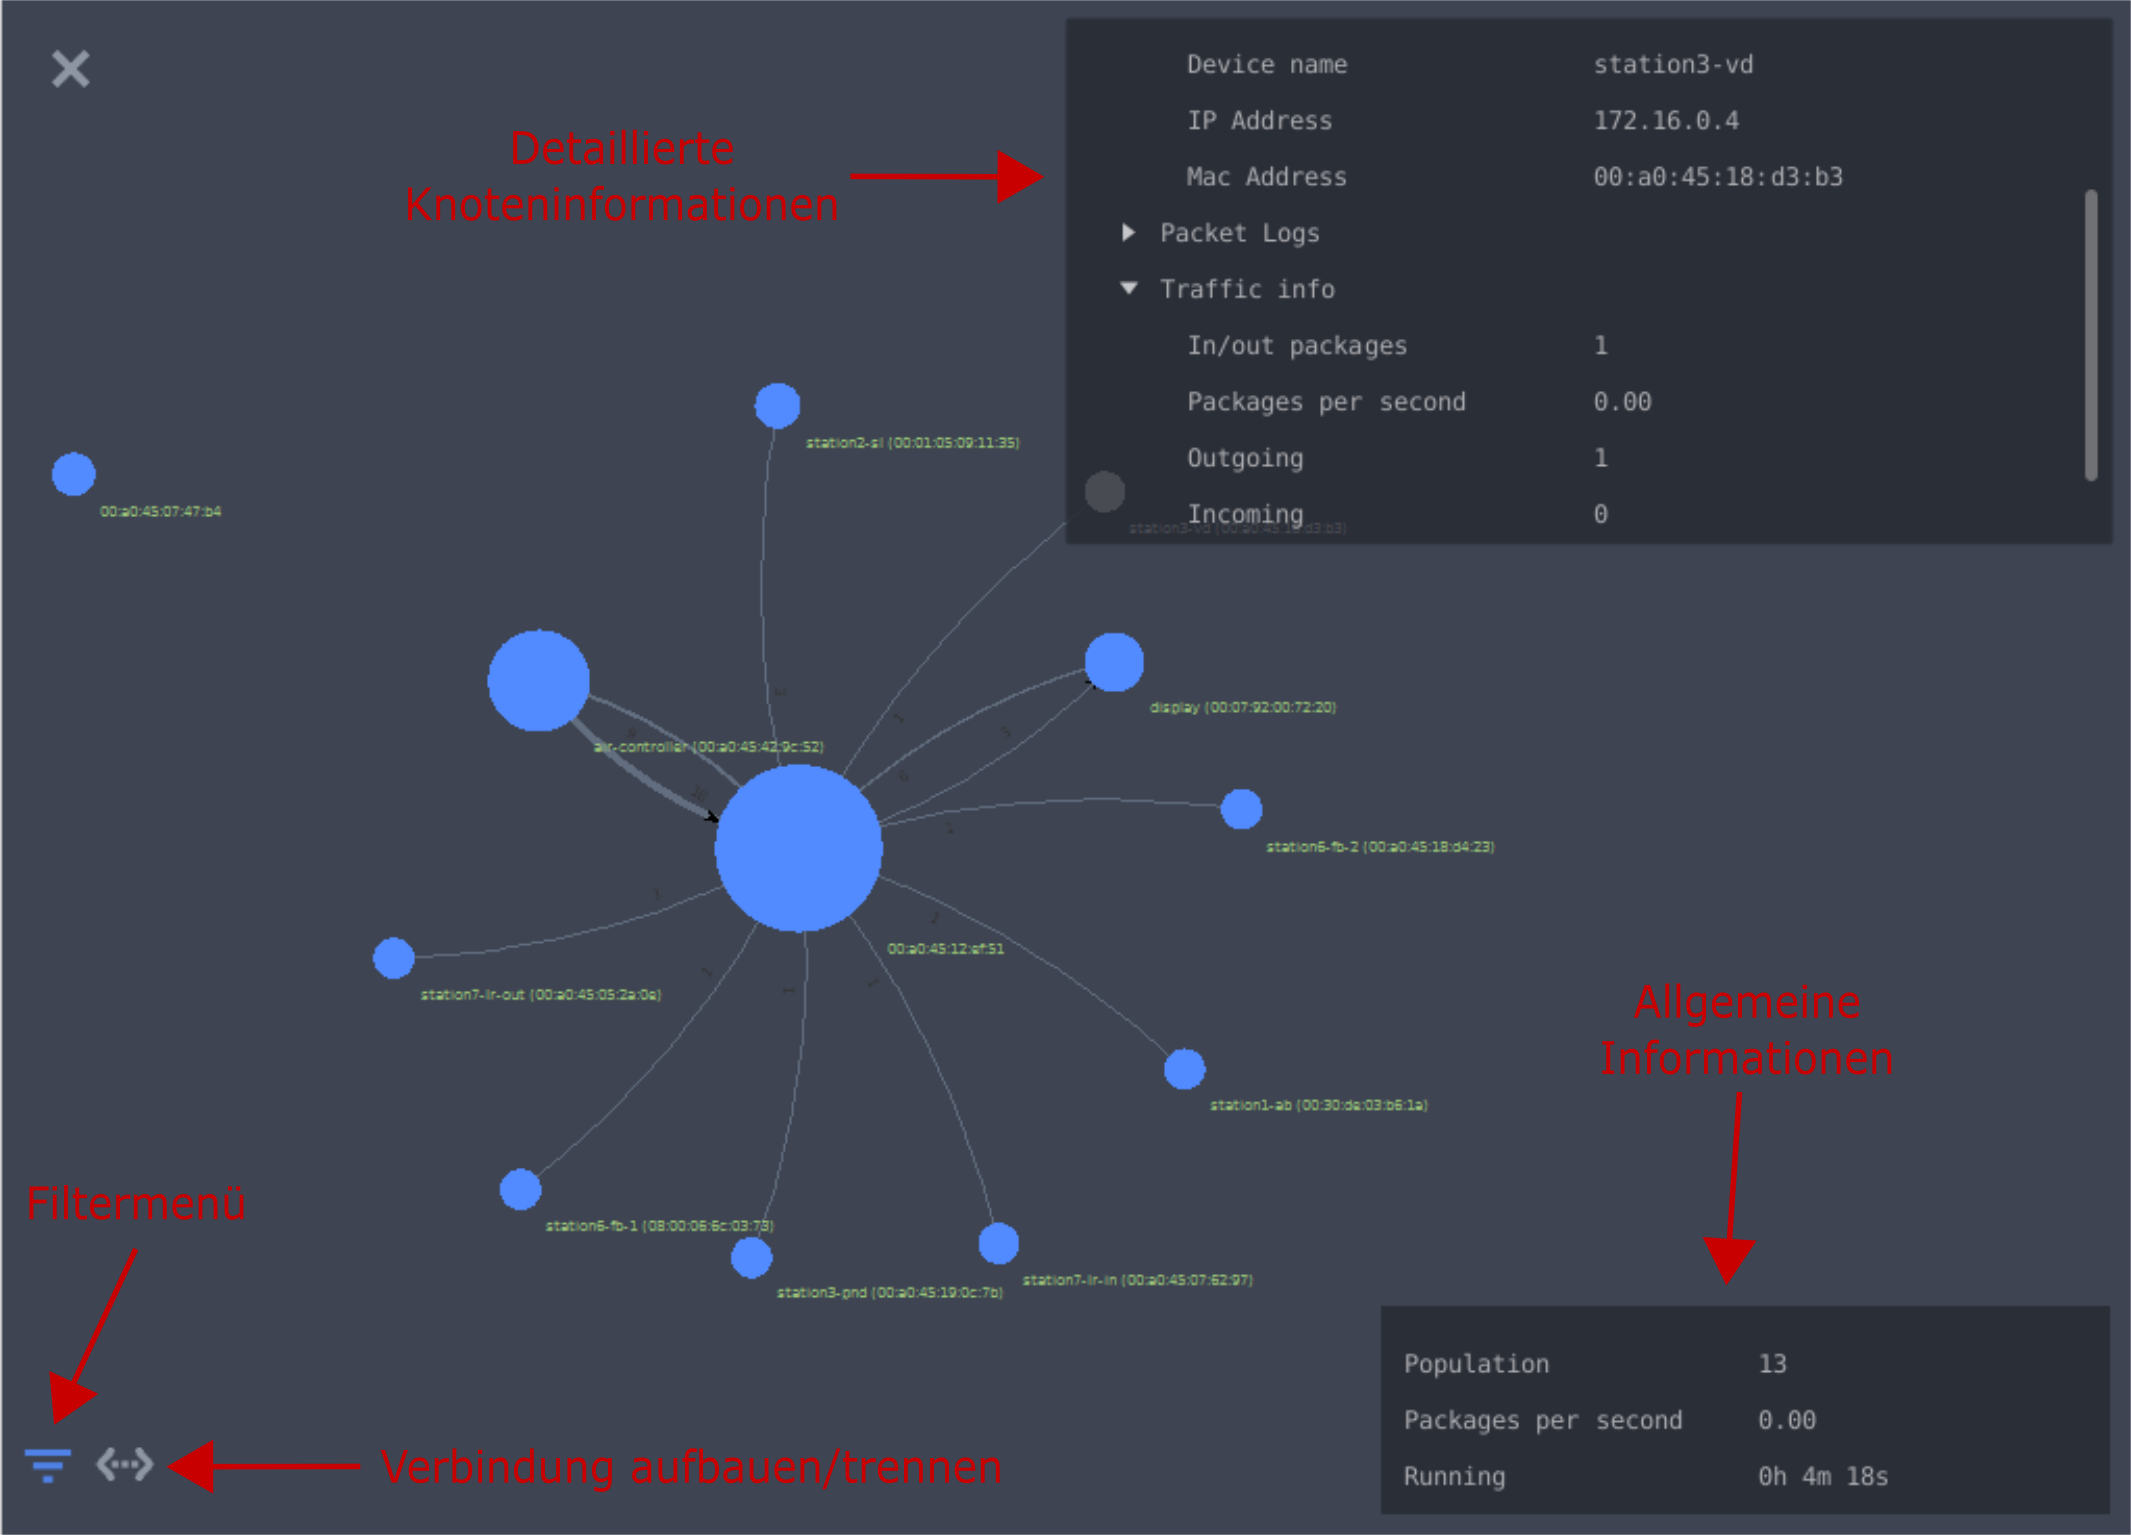 Device name station3-vd
IP Address 172.16.0.4
Mac Address 00:a0:45:18:d3:b3
Packet Logs
Traffic info
In/out packages 1
Packages per second 0.00
Outgoing 1
Incoming 0
station3-vd (00:a0:45:18:d3:b3)
Detaillierte
Knoteninformationen
station2-sl (00:01:05:09:11:35)
00:a0:45:07:47:b4
display (00:07:92:00:72:20)
air-controller (00:a0:45:42:9c:52)
station6-fb-2 (00:a0:45:18:d4:23)
00:a0:45:12:ef:51
station7-lr-out (00:a0:45:05:2a:0e)
station1-ab (00:30:de:03:b6:1a)
Allgemeine
Informationen
Filtermenü
station6-fb-1 (08:00:06:6c:03:73)
station3-pnd (00:a0:45:19:0c:7b)
station7-lr-in (00:a0:45:07:62:97)
Population 13
Packages per second 0.00
Running 0h 4m 18s
Verbindung aufbauen/trennen